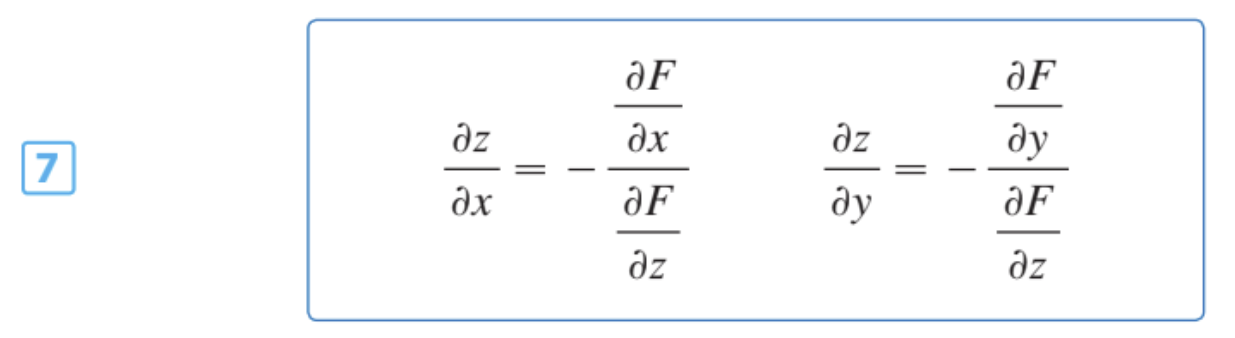 7
∂z/∂x = −(∂F/∂x)/(∂F/∂z)    ∂z/∂y = −(∂F/∂y)/(∂F/∂z)